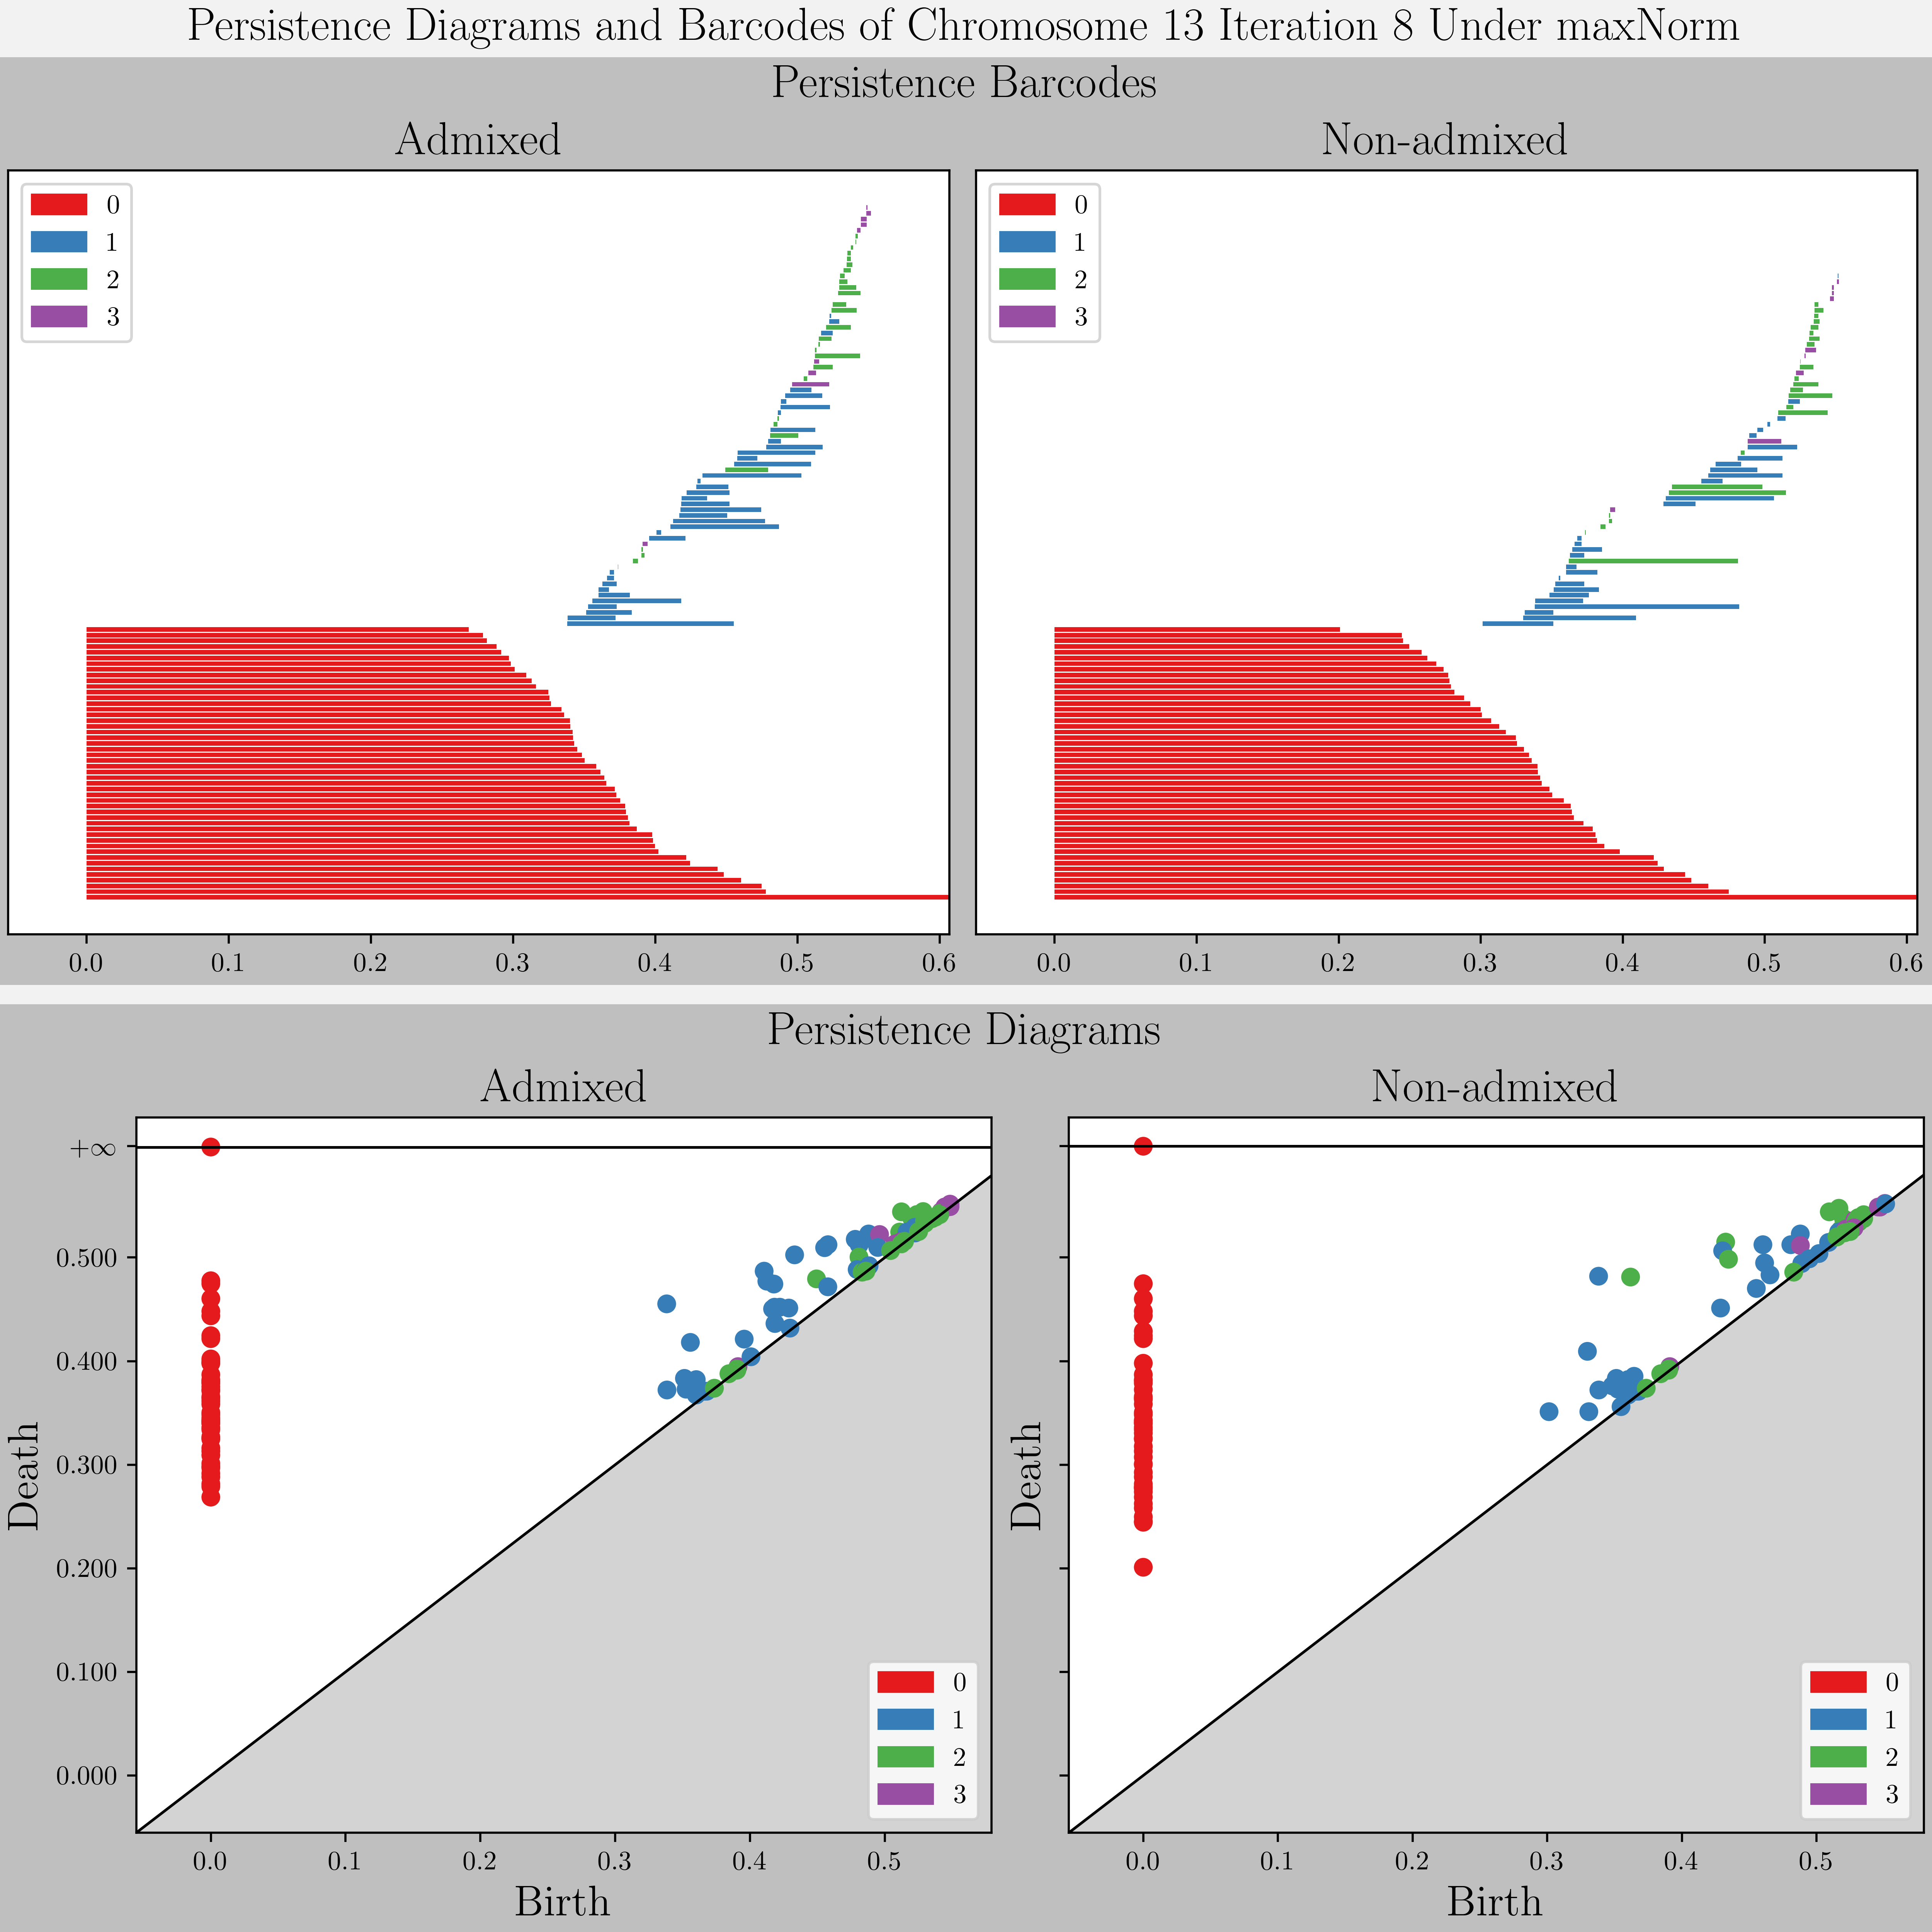 Persistence Diagrams and Barcodes of Chromosome 13 Iteration 8 Under maxNorm
Persistence Barcodes
Admixed
Non-admixed
0
1
2
3
0
1
2
3
0.0 0.1 0.2 0.3 0.4 0.5 0.6
0.0 0.1 0.2 0.3 0.4 0.5 0.6
Persistence Diagrams
Admixed
Non-admixed
+∞
0.500
0.400
0.300
0.200
0.100
0.000
Death
Death
0
1
2
3
0
1
2
3
0.0 0.1 0.2 0.3 0.4 0.5
0.0 0.1 0.2 0.3 0.4 0.5
Birth
Birth